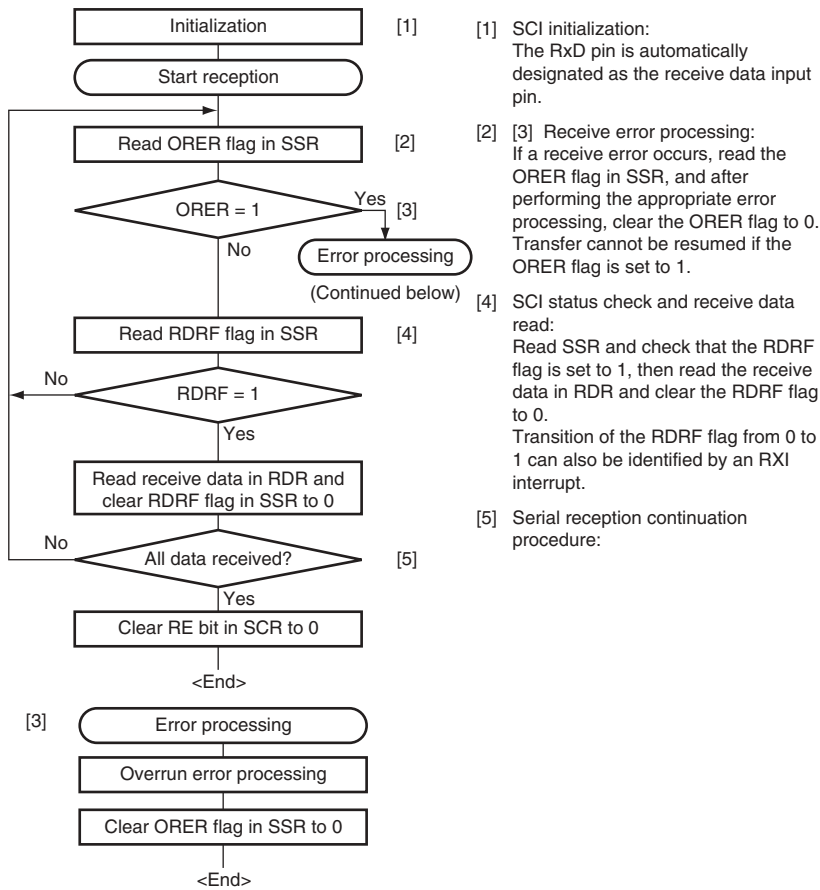 Initialization
[1]
Start reception
Read ORER flag in SSR
[2]
ORER = 1
Yes
[3]
No
Error processing
(Continued below)
Read RDRF flag in SSR
[4]
No
RDRF = 1
Yes
Read receive data in RDR and
clear RDRF flag in SSR to 0
No
All data received?
[5]
Yes
Clear RE bit in SCR to 0
<End>
[3]
Error processing
Overrun error processing
Clear ORER flag in SSR to 0
<End>
[1] SCI initialization:
The RxD pin is automatically
designated as the receive data input
pin.
[2] [3] Receive error processing:
If a receive error occurs, read the
ORER flag in SSR, and after
performing the appropriate error
processing, clear the ORER flag to 0.
Transfer cannot be resumed if the
ORER flag is set to 1.
[4] SCI status check and receive data
read:
Read SSR and check that the RDRF
flag is set to 1, then read the receive
data in RDR and clear the RDRF flag
to 0.
Transition of the RDRF flag from 0 to
1 can also be identified by an RXI
interrupt.
[5] Serial reception continuation
procedure: